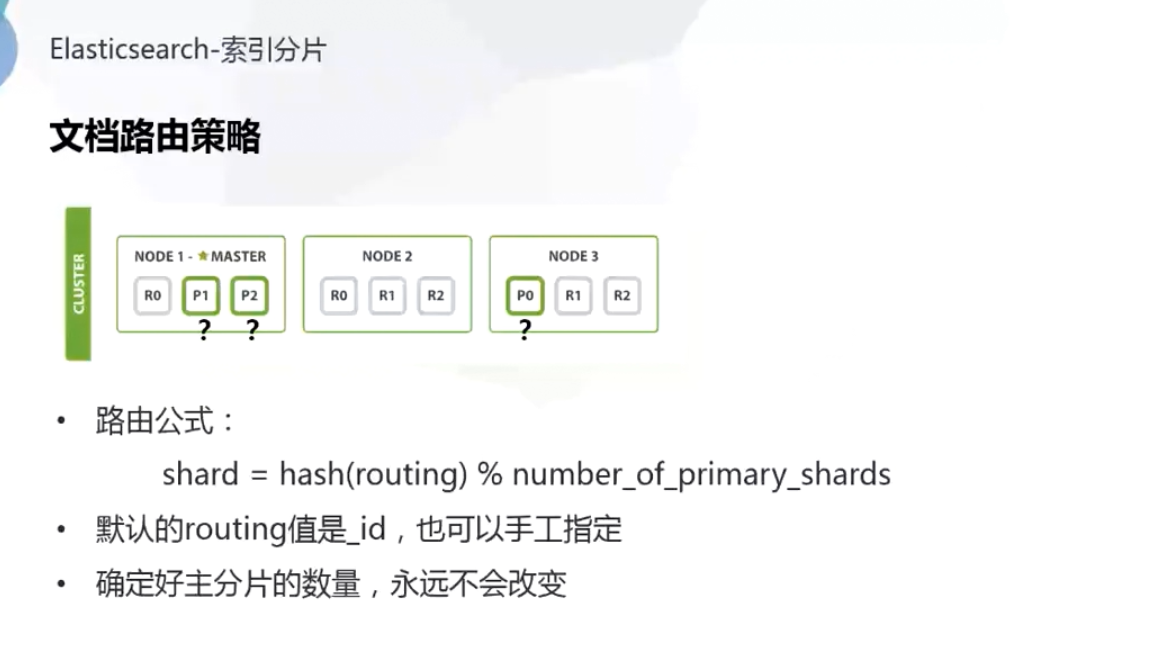 Elasticsearch-索引分片
文档路由策略
CLUSTER
NODE 1 - ★MASTER
R0 P1 P2
? ?
NODE 2
R0 R1 R2
NODE 3
P0 R1 R2
?
• 路由公式：
shard = hash(routing) % number_of_primary_shards
• 默认的routing值是_id，也可以手工指定
• 确定好主分片的数量，永远不会改变